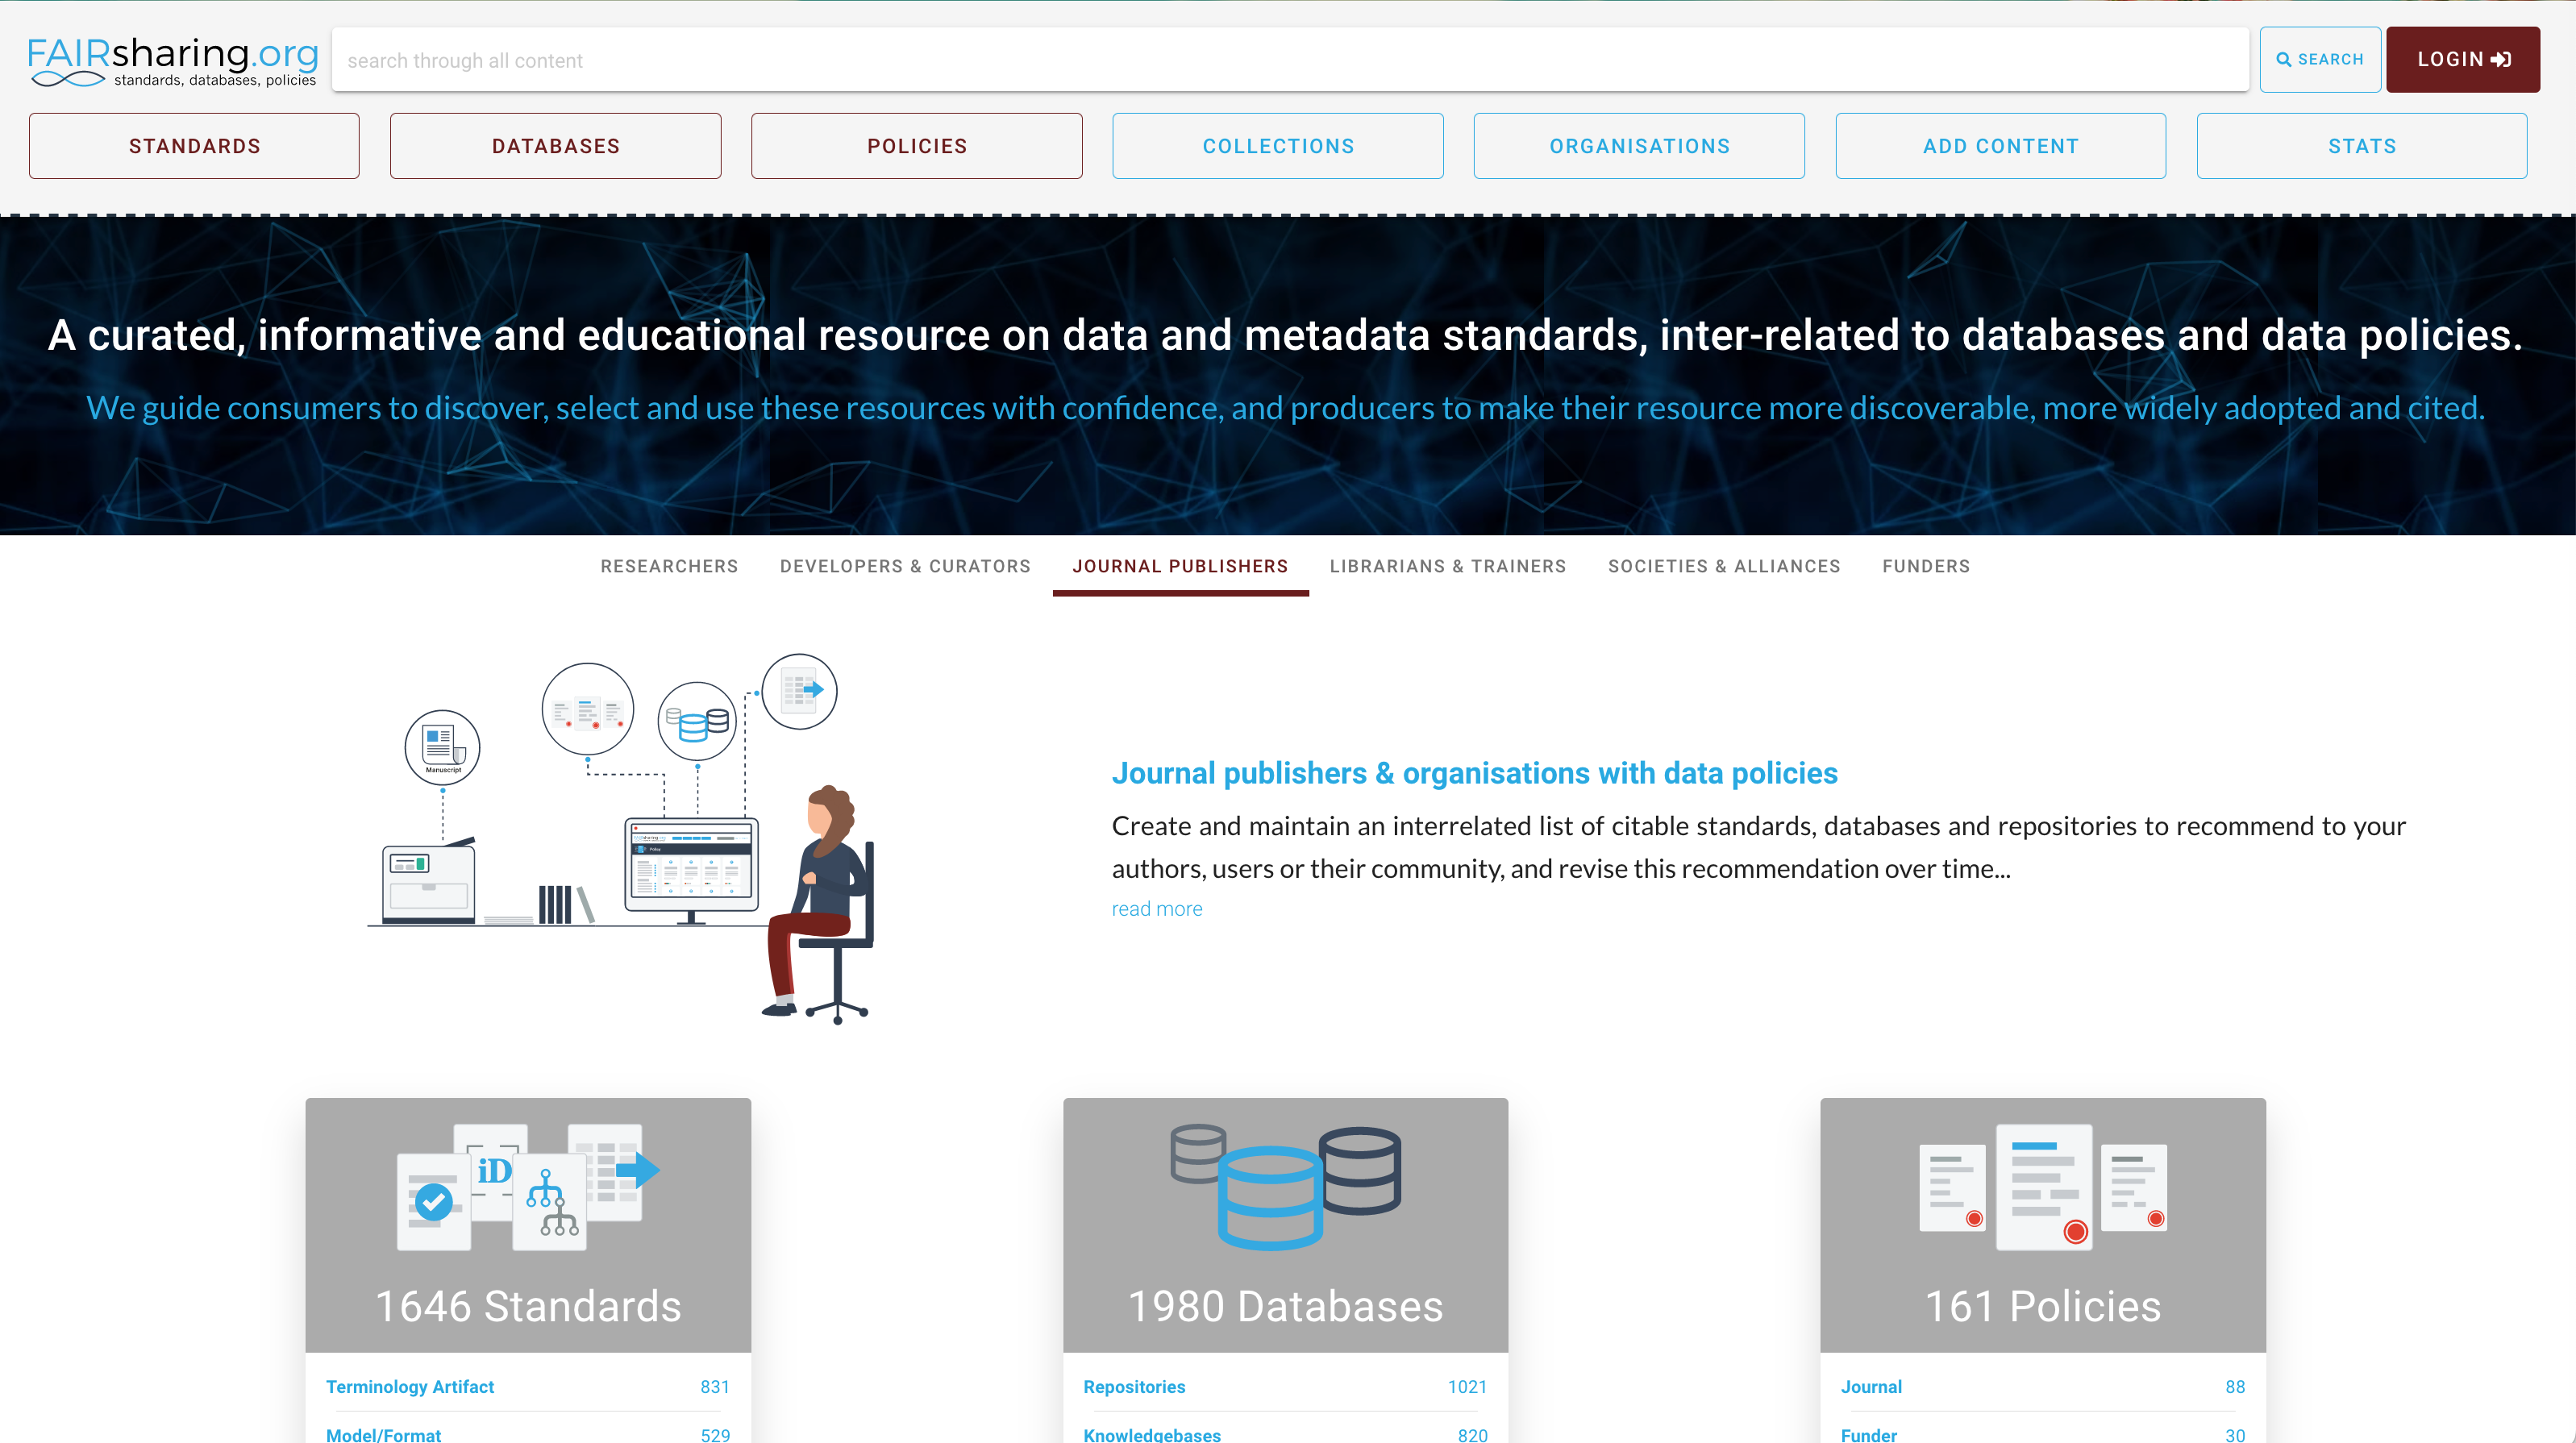 FAIRsharing.org
standards, databases, policies
search through all content
SEARCH
LOGIN
STANDARDS
DATABASES
POLICIES
COLLECTIONS
ORGANISATIONS
ADD CONTENT
STATS
A curated, informative and educational resource on data and metadata standards, inter-related to databases and data policies.
We guide consumers to discover, select and use these resources with confidence, and producers to make their resource more discoverable, more widely adopted and cited.
RESEARCHERS
DEVELOPERS & CURATORS
JOURNAL PUBLISHERS
LIBRARIANS & TRAINERS
SOCIETIES & ALLIANCES
FUNDERS
Manuscript
Policy
Journal publishers & organisations with data policies
Create and maintain an interrelated list of citable standards, databases and repositories to recommend to your
authors, users or their community, and revise this recommendation over time...
read more
iD
1646 Standards
Terminology Artifact 831
Model/Format 529
1980 Databases
Repositories 1021
Knowledgebases 820
161 Policies
Journal 88
Funder 30